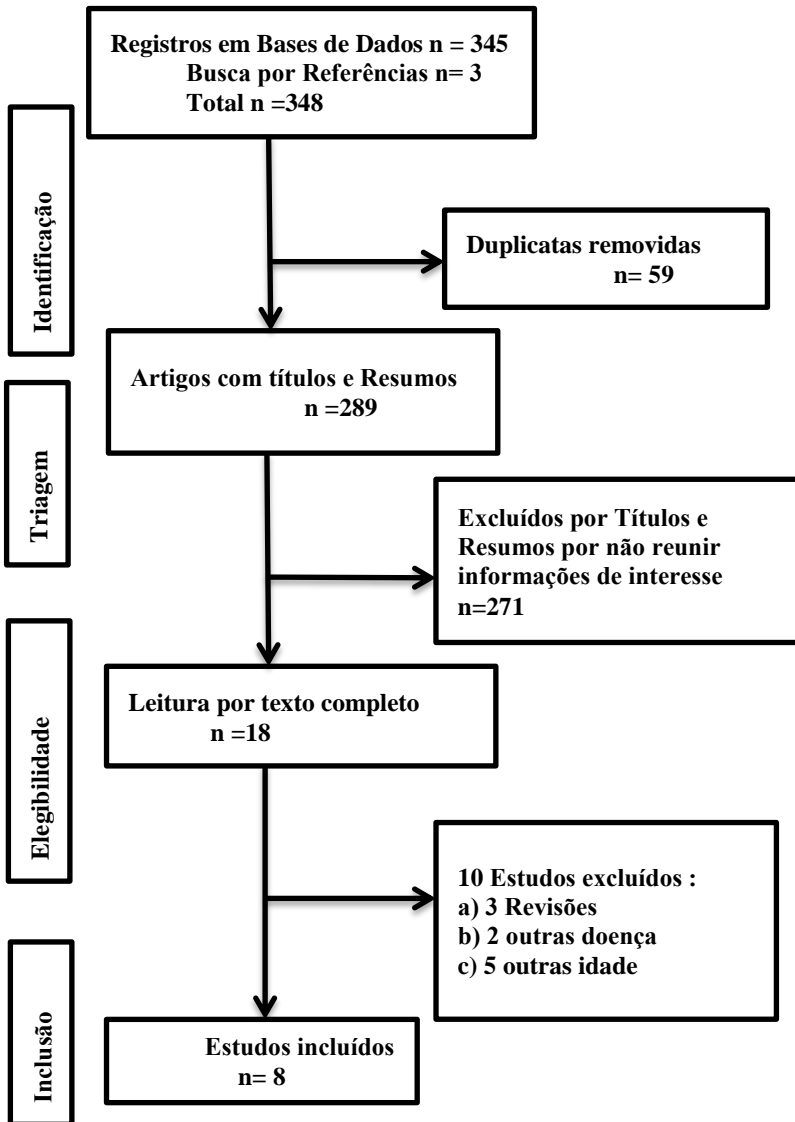 Registros em Bases de Dados n = 345
Busca por Referências n= 3
Total n =348
Identificação
Duplicatas removidas
n= 59
Artigos com títulos e Resumos
n =289
Triagem
Excluídos por Títulos e
Resumos por não reunir
informações de interesse
n=271
Leitura por texto completo
n =18
Elegibilidade
10 Estudos excluídos :
a) 3 Revisões
b) 2 outras doença
c) 5 outras idade
Inclusão
Estudos incluídos
n= 8